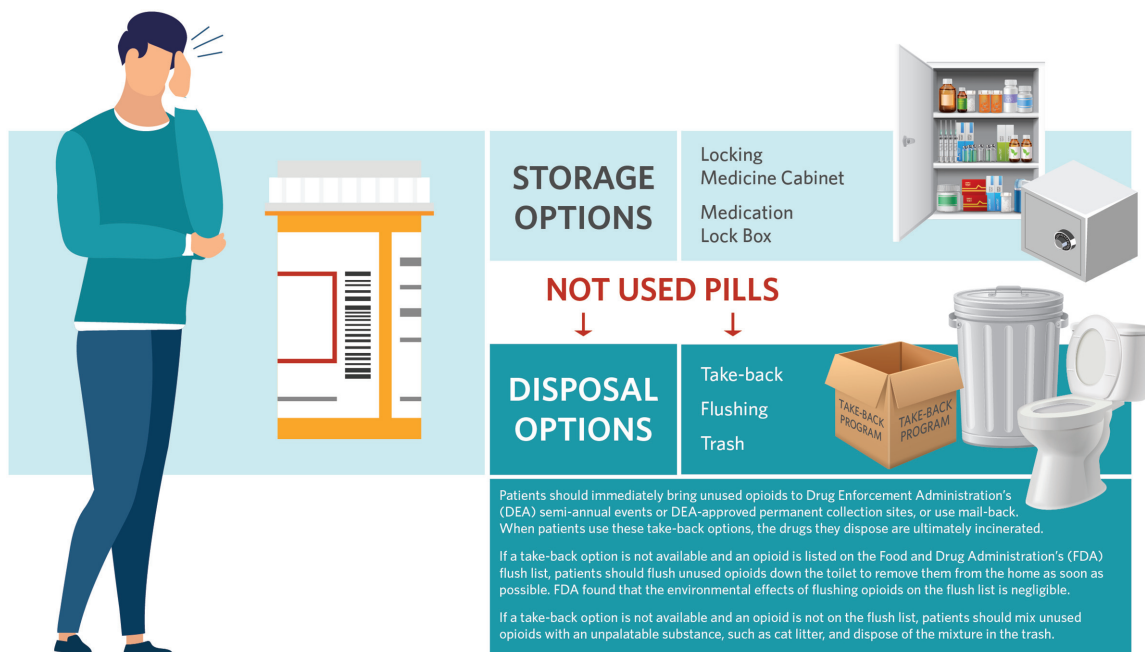 STORAGE
OPTIONS
Locking
Medicine Cabinet
Medication
Lock Box
NOT USED PILLS
DISPOSAL
OPTIONS
Take-back
Flushing
Trash
TAKE-BACK
PROGRAM
TAKE-BACK
PROGRAM
Patients should immediately bring unused opioids to Drug Enforcement Administration's
(DEA) semi-annual events or DEA-approved permanent collection sites, or use mail-back.
When patients use these take-back options, the drugs they dispose are ultimately incinerated.
If a take-back option is not available and an opioid is listed on the Food and Drug Administration's (FDA)
flush list, patients should flush unused opioids down the toilet to remove them from the home as soon as
possible. FDA found that the environmental effects of flushing opioids on the flush list is negligible.
If a take-back option is not available and an opioid is not on the flush list, patients should mix unused
opioids with an unpalatable substance, such as cat litter, and dispose of the mixture in the trash.